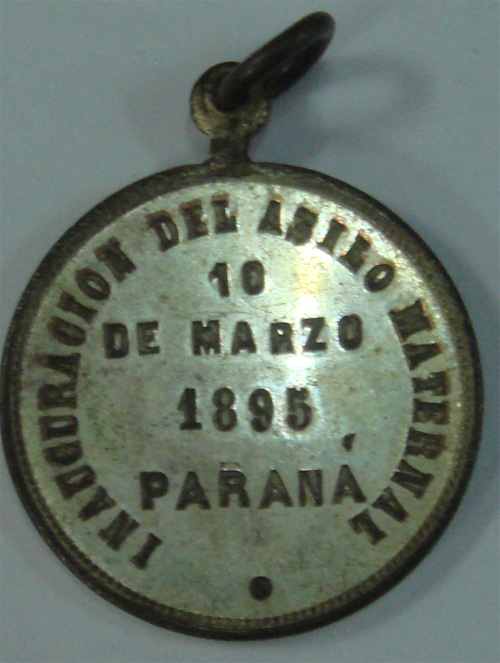 INAUGURACION DEL ASILO MATERNAL
10
DE MARZO
1895
PARANÁ